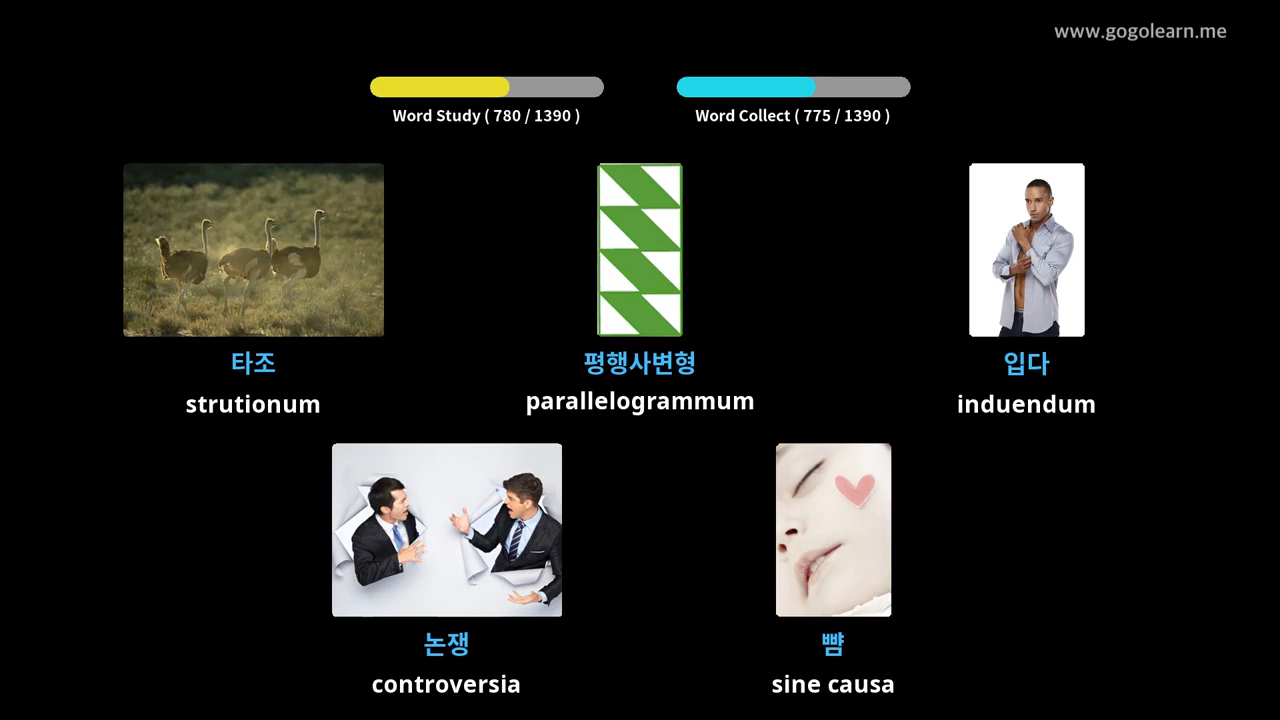 www.gogolearn.me
Word Study ( 780 / 1390 )
Word Collect ( 775 / 1390 )
타조
평행사변형
입다
strutionum
parallelogrammum
induendum
논쟁
뺨
controversia
sine causa